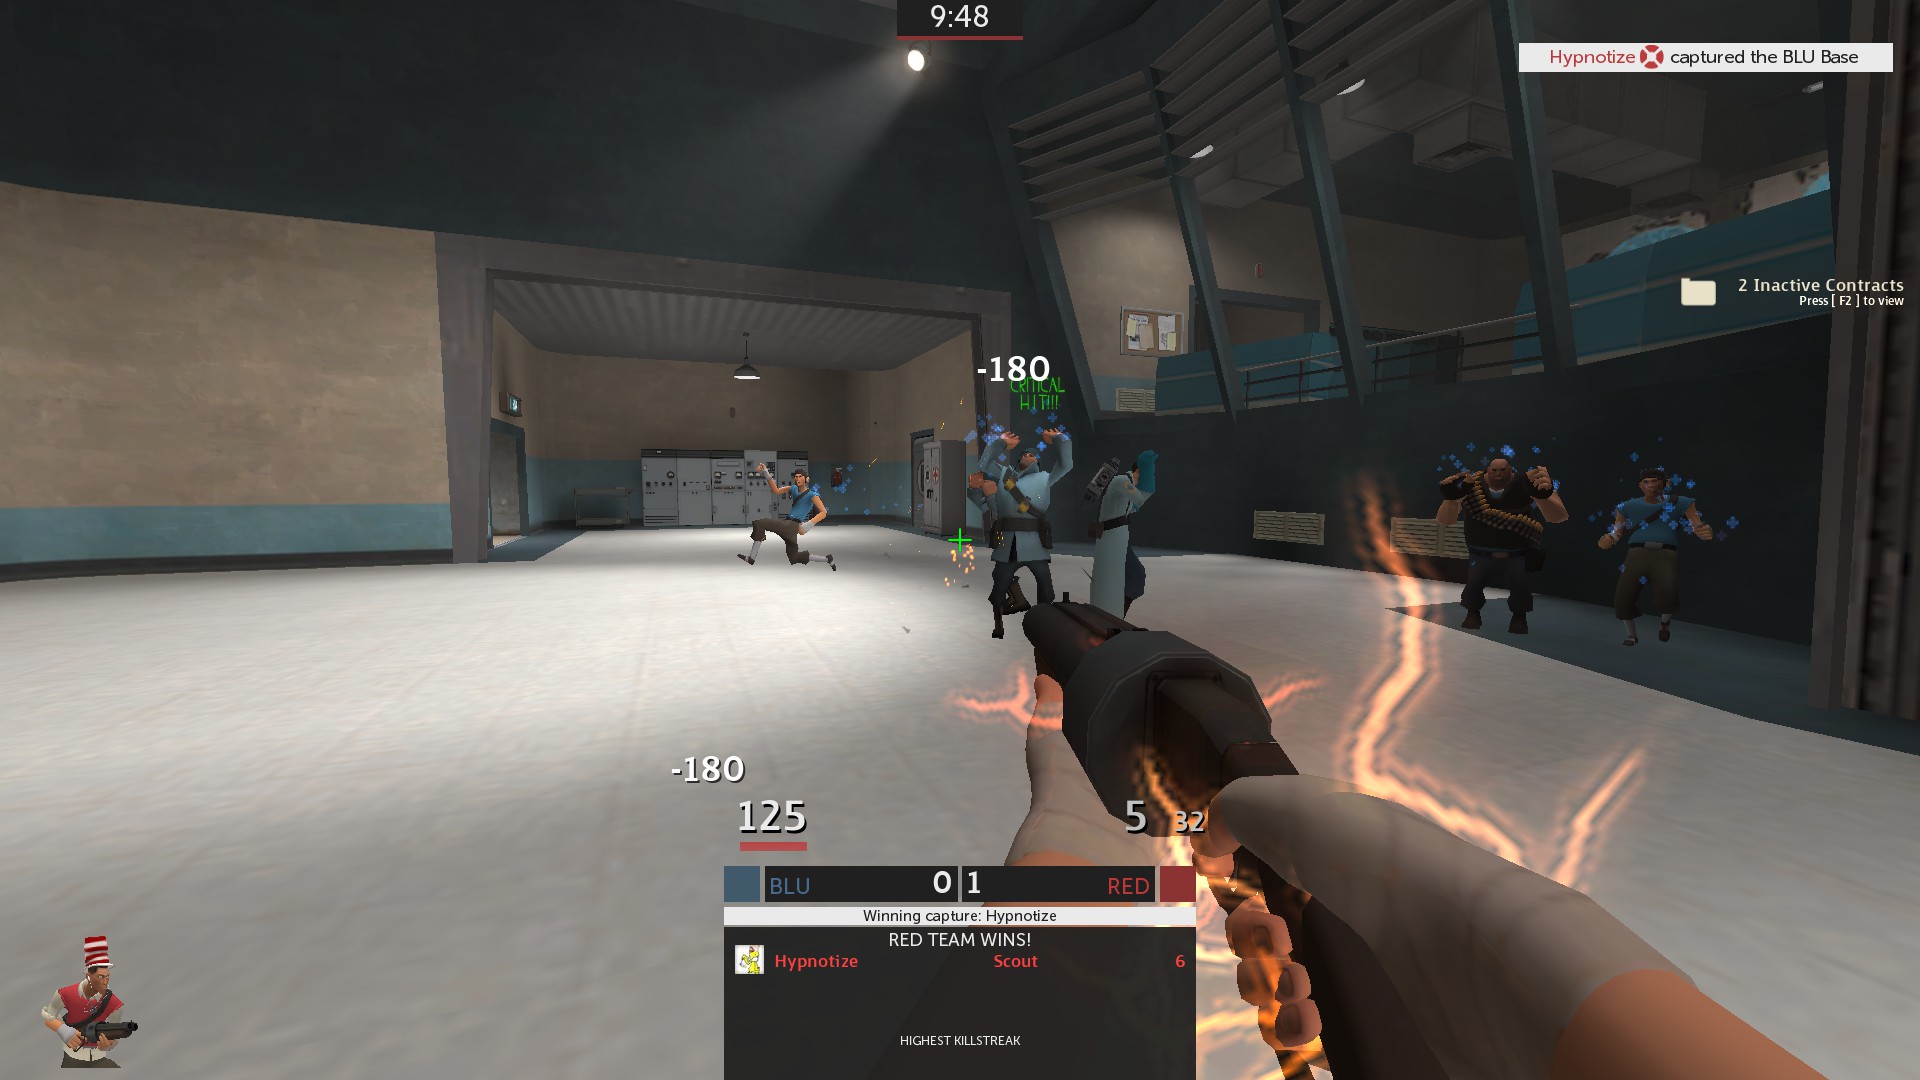 9:48
Hypnotize captured the BLU Base
2 Inactive Contracts
Press [ F2 ] to view
-180
CRITICAL
HIT!!!
-180
125
5 32
BLU 0 1 RED
Winning capture: Hypnotize
RED TEAM WINS!
Hypnotize Scout 6
HIGHEST KILLSTREAK